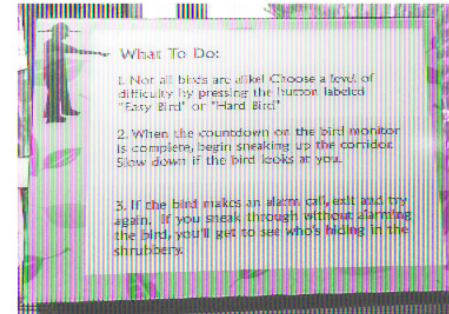 What To Do:
1. Not all birds are alike! Choose a level of
difficulty by pressing the button labeled
"Easy Bird" or "Hard Bird"
2. When the countdown on the bird monitor
is complete, begin sneaking up the corridor.
Slow down if the bird looks at you.
3. If the bird makes an alarm call, exit and try
again. If you sneak through without alarming
the bird, you'll get to see who's hiding in the
shrubbery.